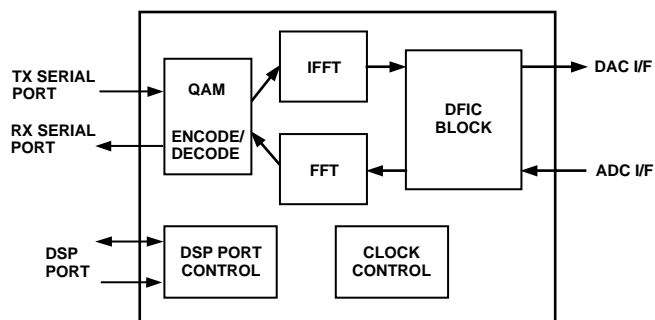 TX SERIAL
PORT
RX SERIAL
PORT
QAM
ENCODE/
DECODE
IFFT
FFT
DFIC
BLOCK
DAC I/F
ADC I/F
DSP
PORT
DSP PORT
CONTROL
CLOCK
CONTROL